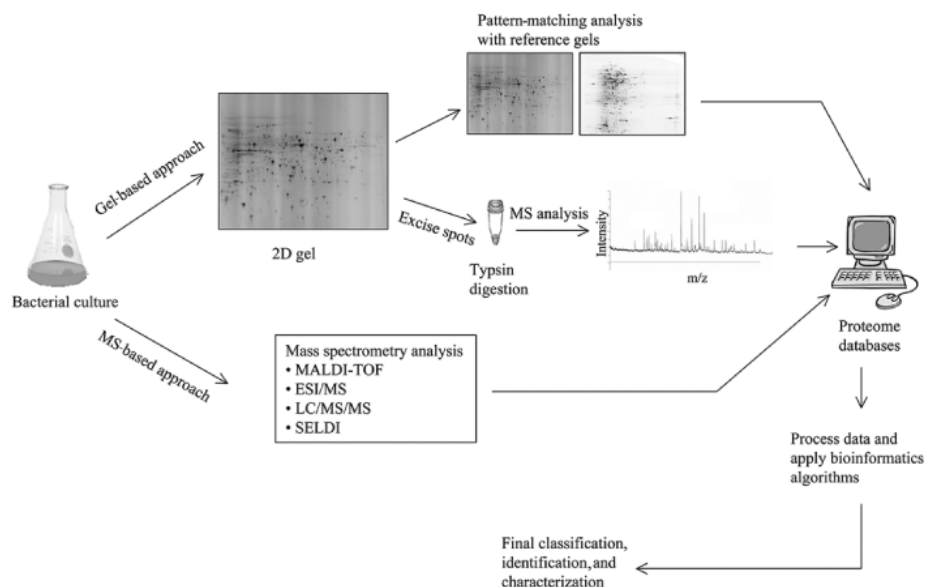 Pattern-matching analysis
with reference gels
Gel-based approach
2D gel
Excise spots
Typsin
digestion
MS analysis
Intensity
m/z
Bacterial culture
MS-based approach
Mass spectrometry analysis
• MALDI-TOF
• ESI/MS
• LC/MS/MS
• SELDI
Proteome
databases
Process data and
apply bioinformatics
algorithms
Final classification,
identification, and
characterization